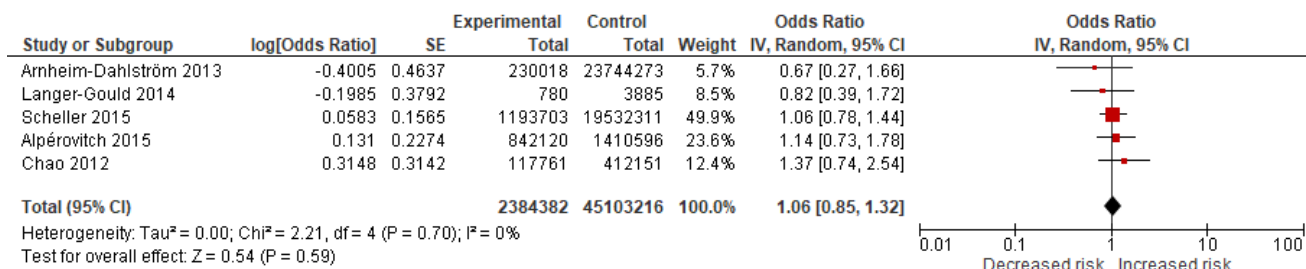 Experimental Control Odds Ratio Odds Ratio
Study or Subgroup log[Odds Ratio] SE Total Total Weight IV, Random, 95% CI IV, Random, 95% CI
Arnheim-Dahlström 2013 -0.4005 0.4637 230018 23744273 5.7% 0.67 [0.27, 1.66]
Langer-Gould 2014 -0.1985 0.3792 780 3885 8.5% 0.82 [0.39, 1.72]
Scheller 2015 0.0583 0.1565 1193703 19532311 49.9% 1.06 [0.78, 1.44]
Alpérovitch 2015 0.131 0.2274 842120 1410596 23.6% 1.14 [0.73, 1.78]
Chao 2012 0.3148 0.3142 117761 412151 12.4% 1.37 [0.74, 2.54]
Total (95% CI) 2384382 45103216 100.0% 1.06 [0.85, 1.32]
Heterogeneity: Tau² = 0.00; Chi² = 2.21, df = 4 (P = 0.70); I² = 0%
Test for overall effect: Z = 0.54 (P = 0.59)
0.01 0.1 1 10 100
Decreased risk Increased risk